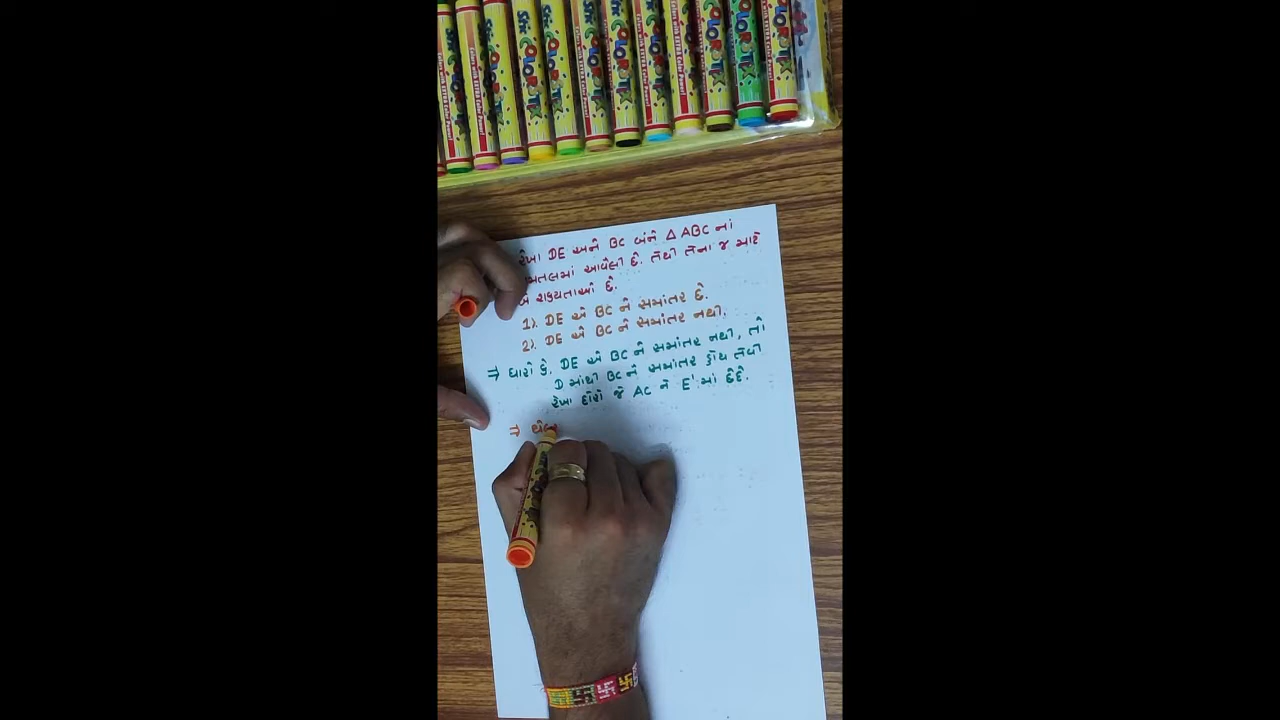 રેખા DE અને BC બંને Δ ABC નાં
સમતલમાં આવેલી છે. તેથી તેના જ માટે
બે શક્યતાઓ છે.
1). DE એ BC ને સમાંતર છે.
2). DE એ BC ને સમાંતર નથી.
⇒ ધારો કે. DE એ BC ને સમાંતર નથી, તો
D માંથી BC ને સમાંતર હોય તેવી
રેખા દોરો જે AC ને E' માં છેદે.
⇒